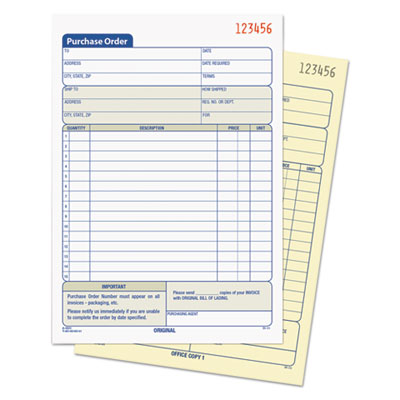 123456
Purchase Order
TO
DATE
ADDRESS
DATE REQUIRED
CITY, STATE, ZIP
TERMS
SHIP TO
HOW SHIPPED
ADDRESS
REQ. NO. OR DEPT.
CITY, STATE, ZIP
FOR
QUANTITY DESCRIPTION PRICE UNIT
1
2
3
4
5
6
7
8
9
10
11
12
13
14
15
IMPORTANT
Purchase Order Number must appear on all
invoices - packaging, etc.
Please notify us immediately if you are unable
to complete the order by date specified.
Please send copies of your INVOICE
with ORIGINAL BILL OF LADING.
PURCHASING AGENT
ORIGINAL
123456
UNIT
OFFICE COPY 1